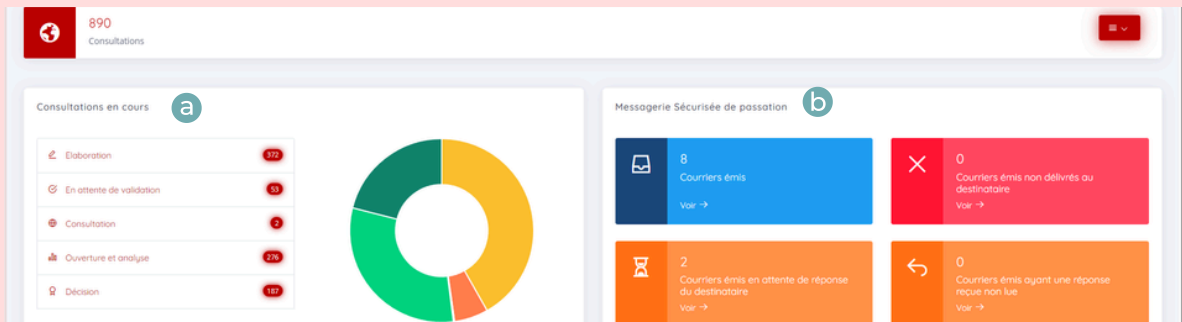 890
Consultations
Consultations en cours
a
Elaboration
372
En attente de validation
53
Consultation
2
Ouverture et analyse
276
Décision
187
Messagerie Sécurisée de passation
b
8
Courriers émis
Voir →
0
Courriers émis non délivrés au
destinataire
Voir →
2
Courriers émis en attente de réponse
du destinataire
Voir →
0
Courriers émis ayant une réponse
reçue non lue
Voir →